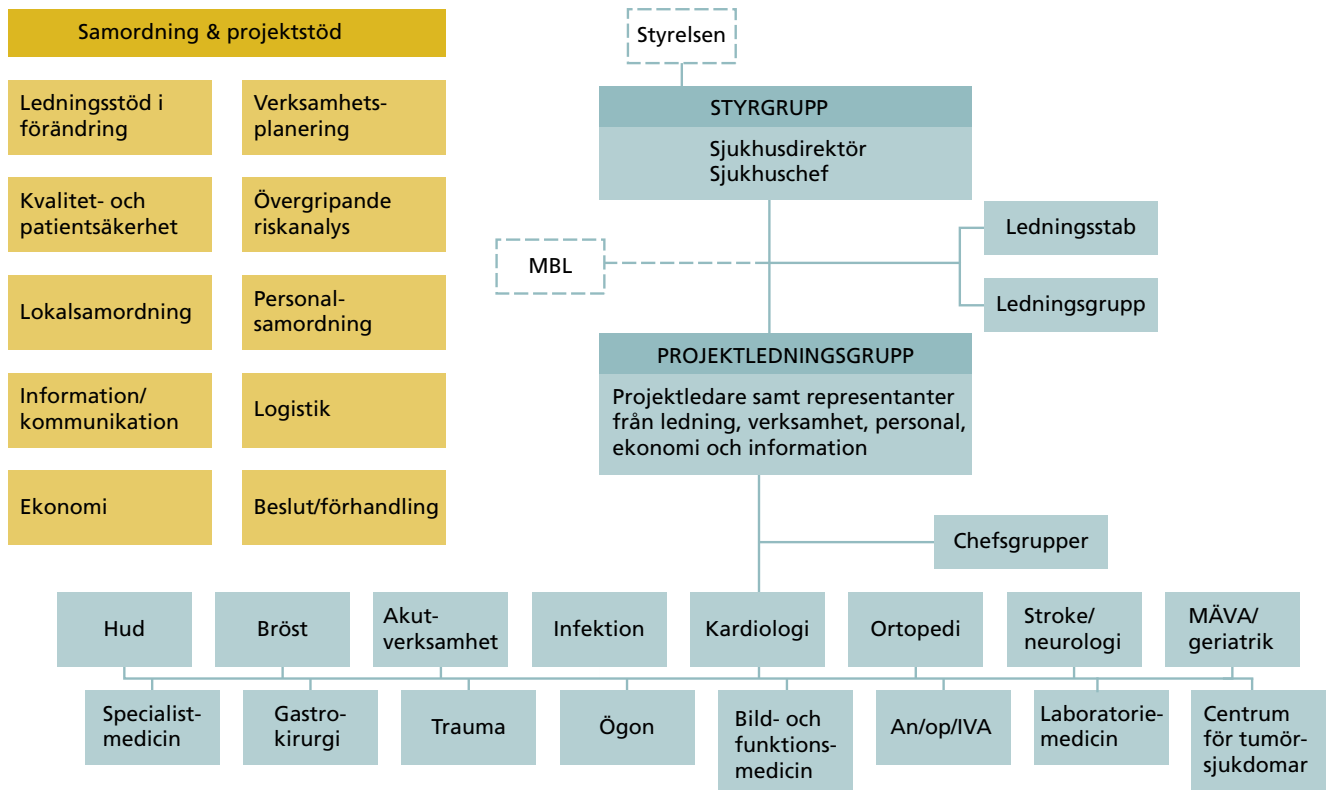 Samordning & projektstöd
Ledningsstöd i
förändring
Verksamhets-
planering
Kvalitet- och
patientsäkerhet
Övergripande
riskanalys
Lokalsamordning
Personal-
samordning
Information/
kommunikation
Logistik
Ekonomi
Beslut/förhandling
Styrelsen
STYRGRUPP
Sjukhusdirektör
Sjukhuschef
MBL
Ledningsstab
Ledningsgrupp
PROJEKTLEDNINGSGRUPP
Projektledare samt representanter
från ledning, verksamhet, personal,
ekonomi och information
Chefsgrupper
Hud
Bröst
Akut-
verksamhet
Infektion
Kardiologi
Ortopedi
Stroke/
neurologi
MÄVA/
geriatrik
Specialist-
medicin
Gastro-
kirurgi
Trauma
Ögon
Bild- och
funktions-
medicin
An/op/IVA
Laboratorie-
medicin
Centrum
för tumör-
sjukdomar